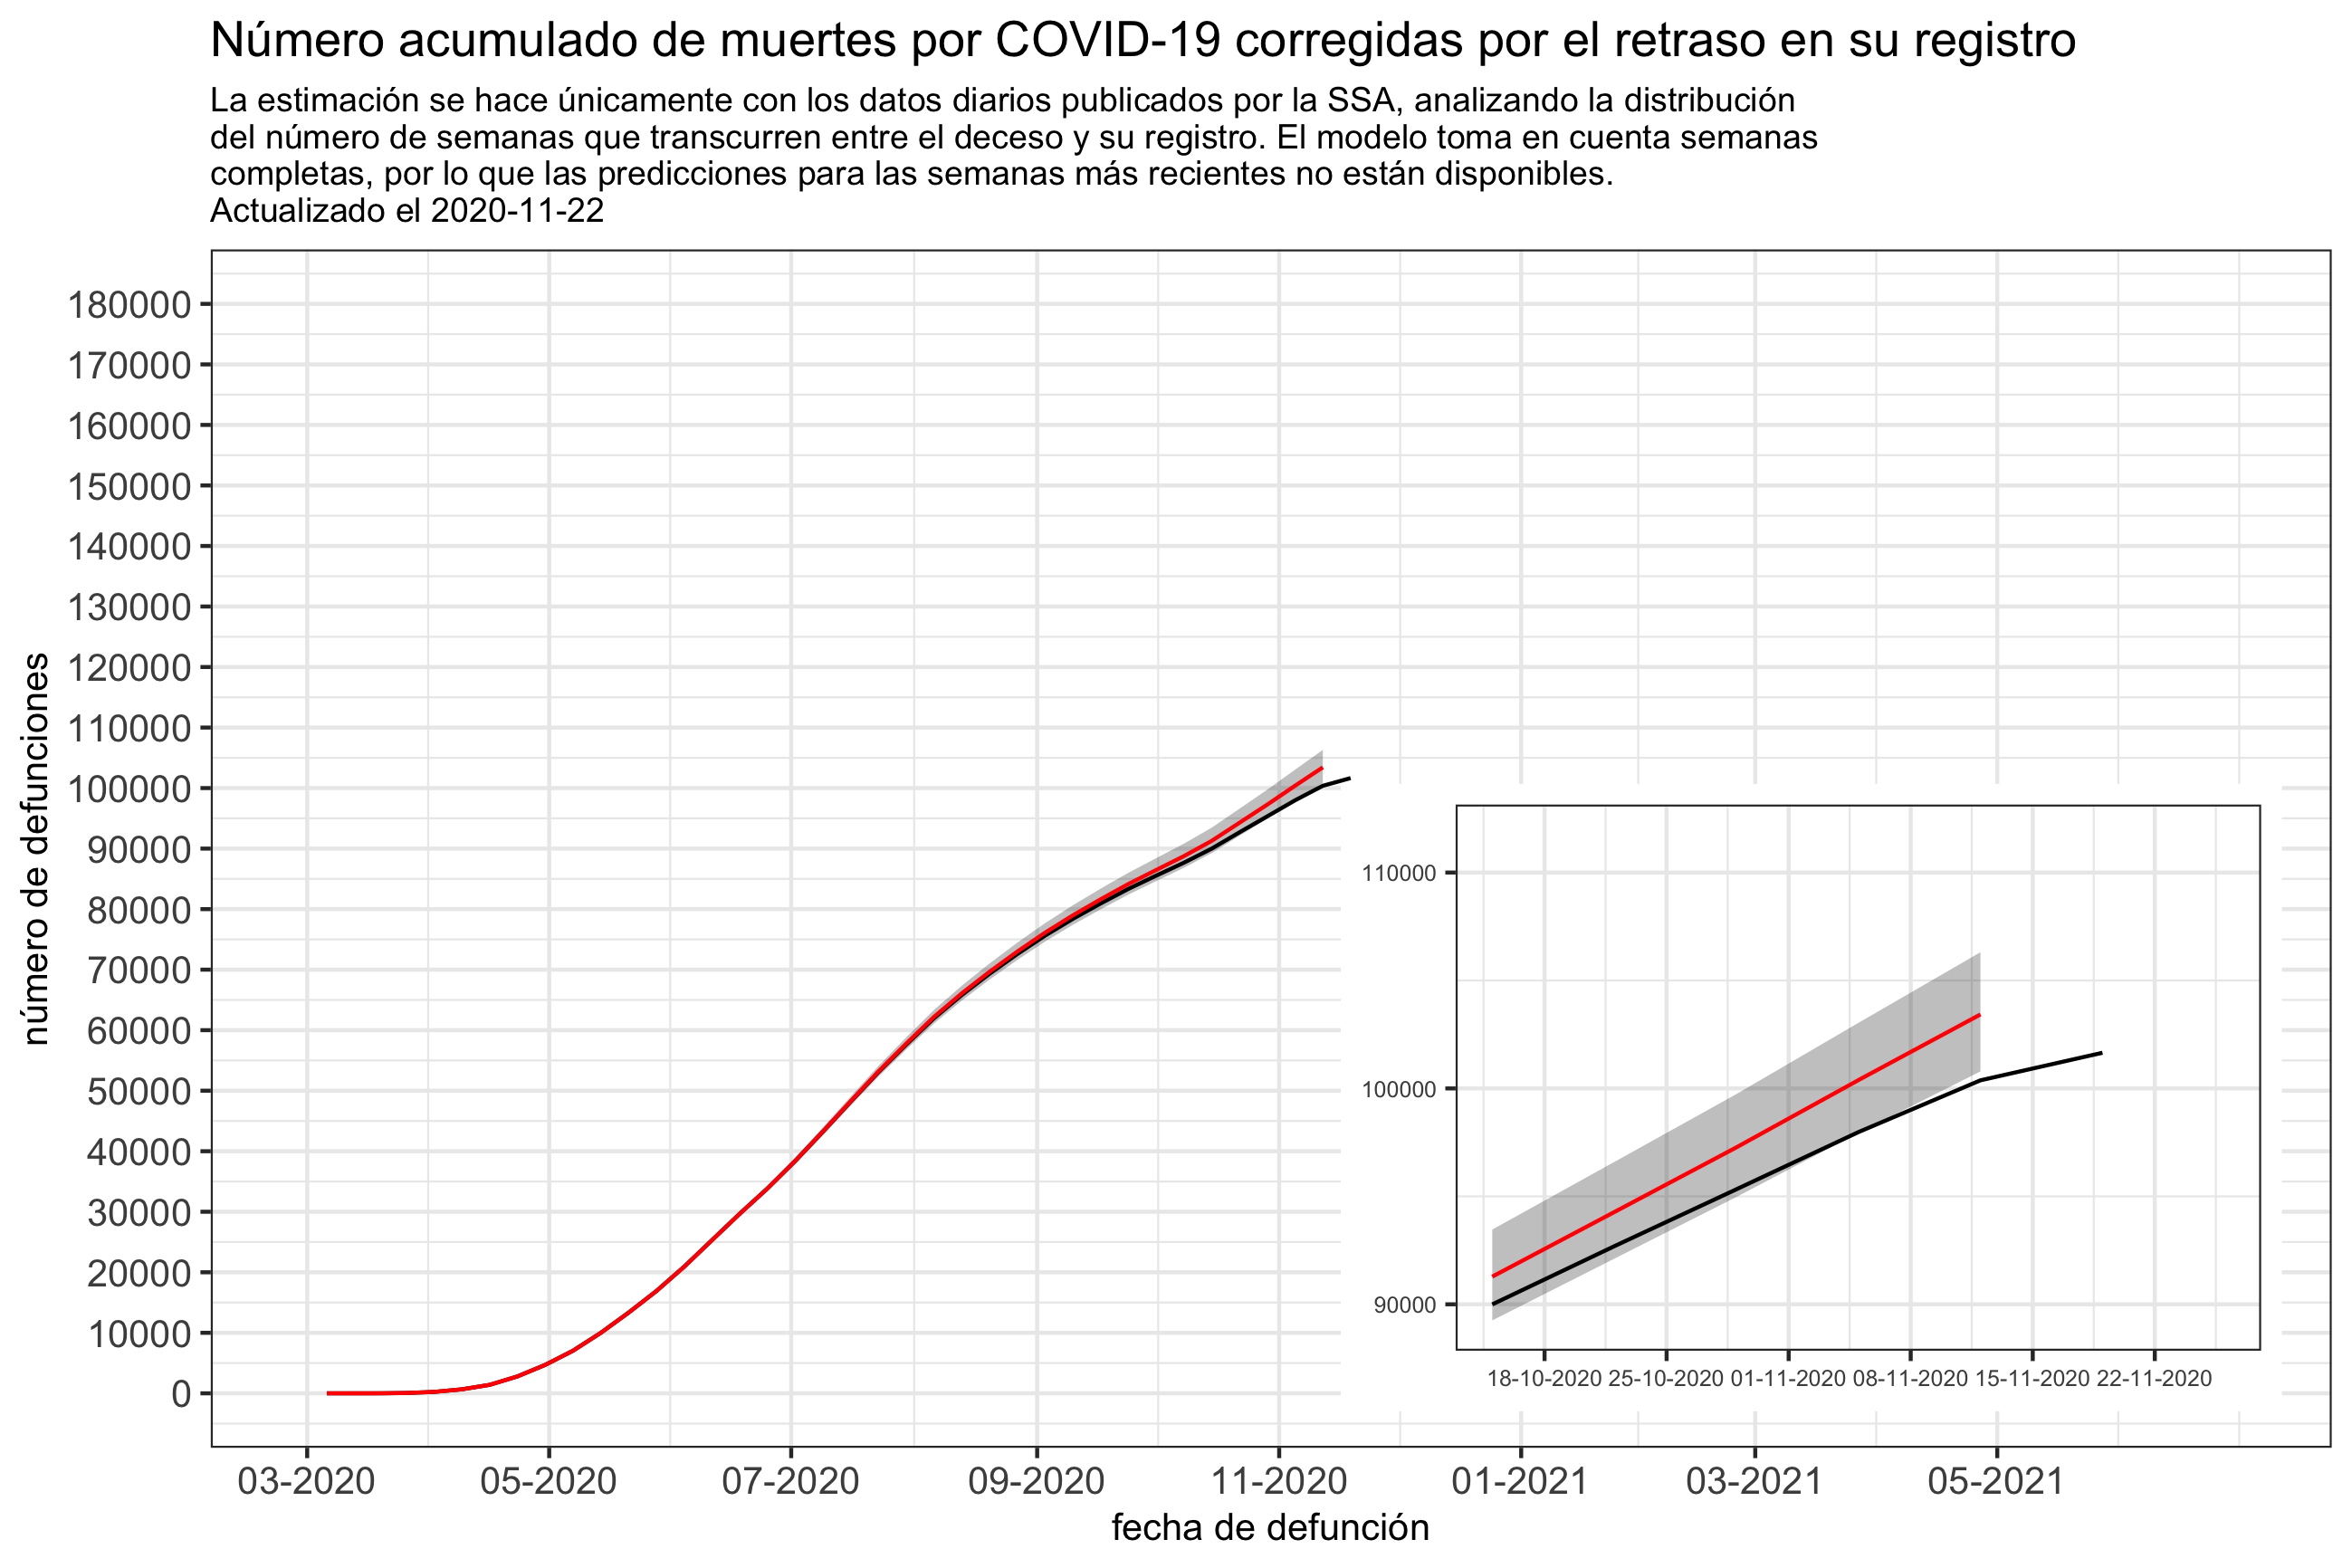 Número acumulado de muertes por COVID-19 corregidas por el retraso en su registro
La estimación se hace únicamente con los datos diarios publicados por la SSA, analizando la distribución
del número de semanas que transcurren entre el deceso y su registro. El modelo toma en cuenta semanas
completas, por lo que las predicciones para las semanas más recientes no están disponibles.
Actualizado el 2020-11-22
número de defunciones
180000
170000
160000
150000
140000
130000
120000
110000
100000
90000
80000
70000
60000
50000
40000
30000
20000
10000
0
110000
100000
90000
18-10-2020 25-10-2020 01-11-2020 08-11-2020 15-11-2020 22-11-2020
03-2020 05-2020 07-2020 09-2020 11-2020 01-2021 03-2021 05-2021
fecha de defunción